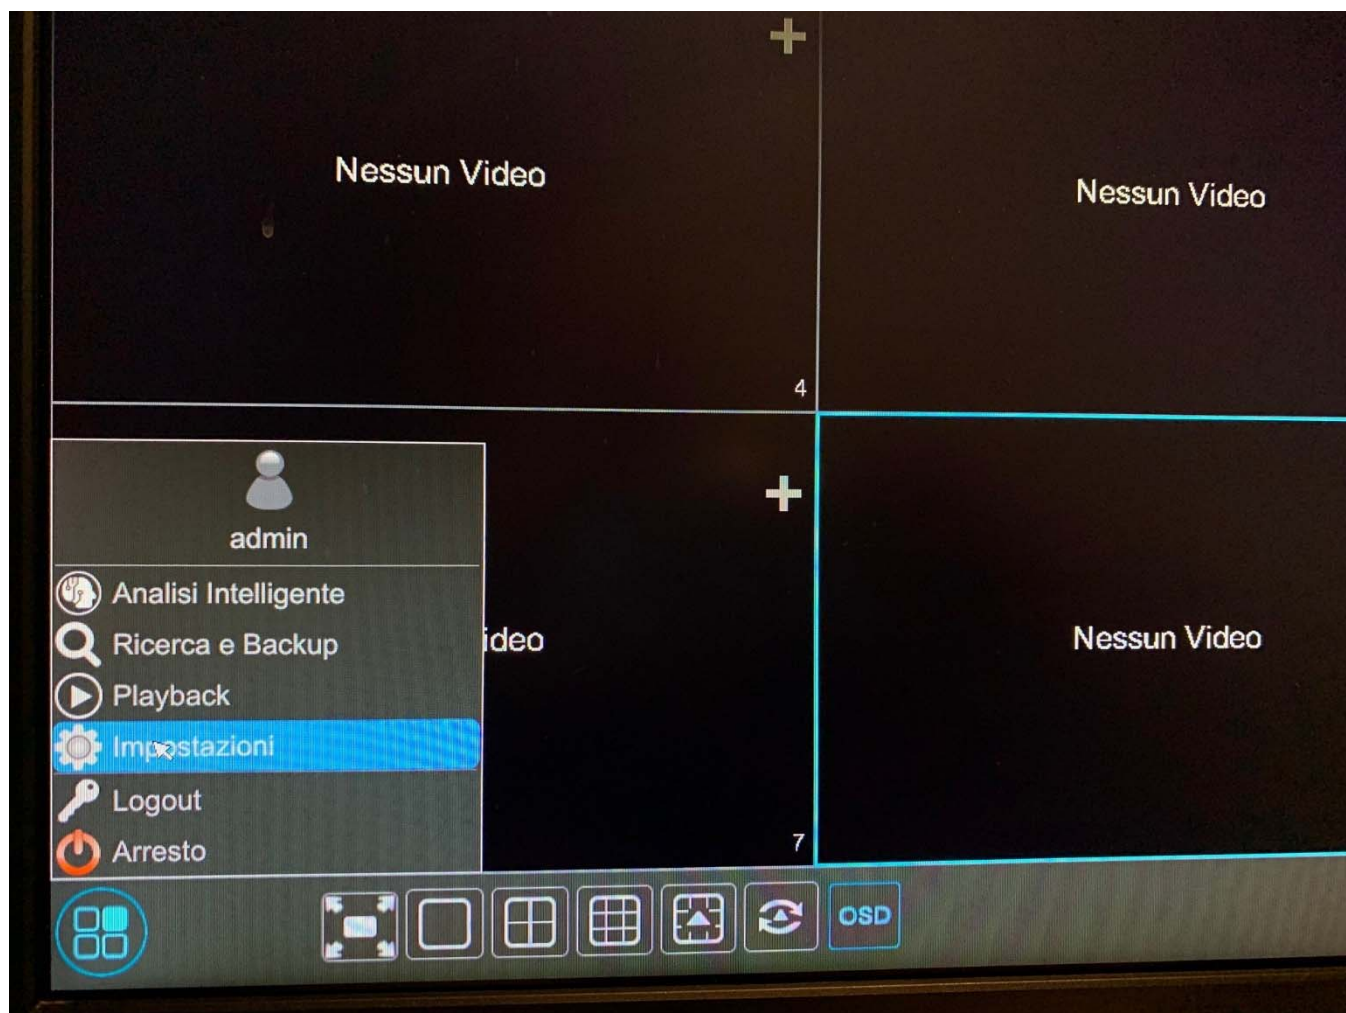 Nessun Video
Nessun Video
4
admin
Analisi Intelligente
Ricerca e Backup
ideo
Nessun Video
Playback
Impostazioni
Logout
Arresto
7
OSD